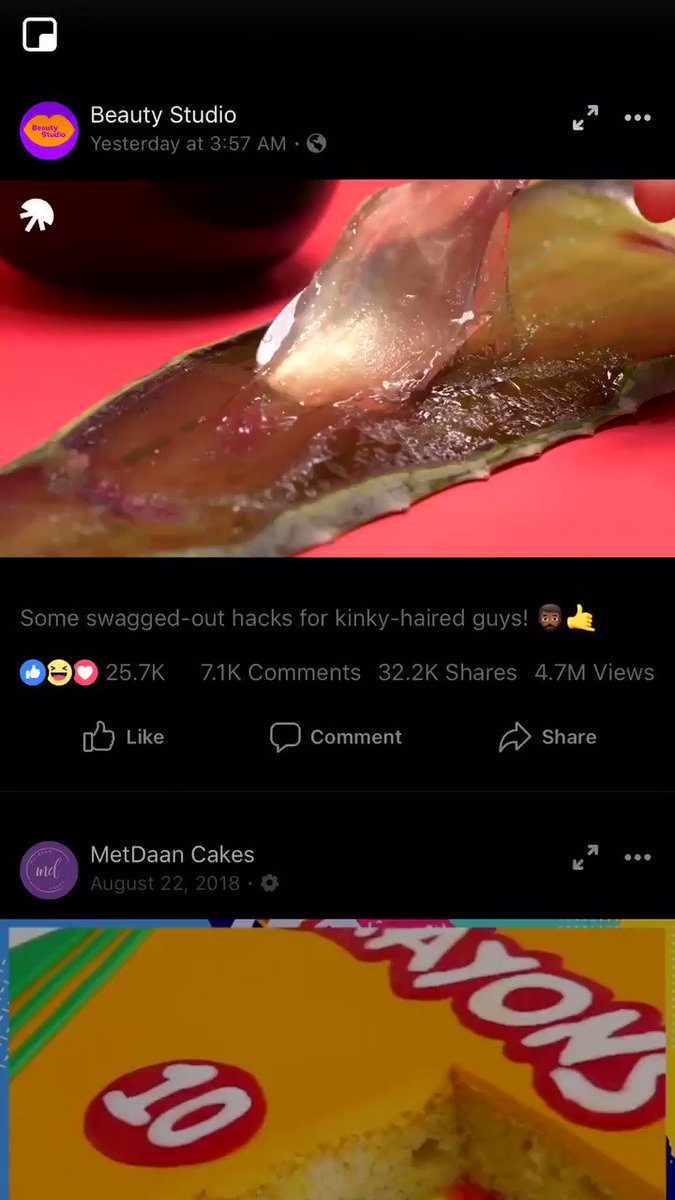 Beauty Studio
Beauty
Studio
Yesterday at 3:57 AM ·
Some swagged-out hacks for kinky-haired guys! 🧔🏾🤙
25.7K 7.1K Comments 32.2K Shares 4.7M Views
Like Comment Share
MetDaan Cakes
md
August 22, 2018 ·
RAYONS
10